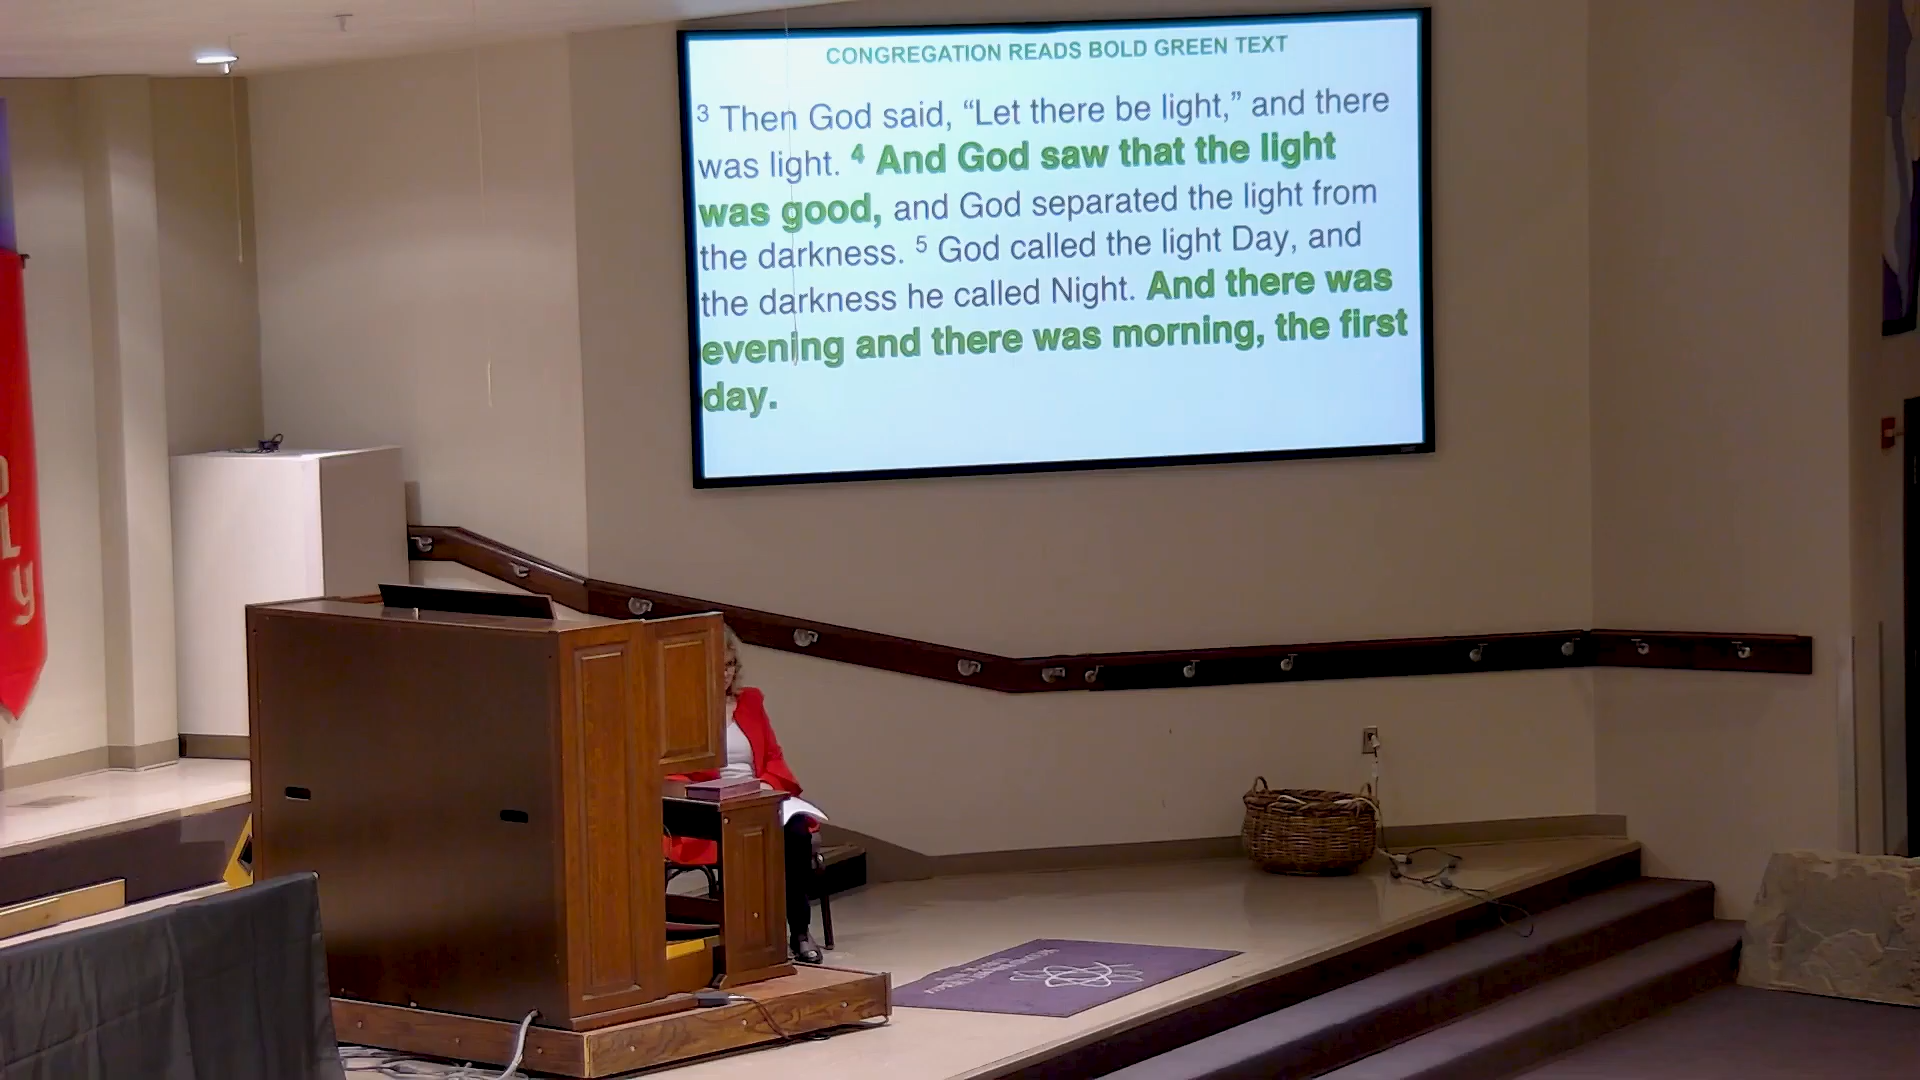 CONGREGATION READS BOLD GREEN TEXT
3 Then God said, “Let there be light,” and there
was light. 4 And God saw that the light
was good, and God separated the light from
the darkness. 5 God called the light Day, and
the darkness he called Night. And there was
evening and there was morning, the first
day.
O
L
y